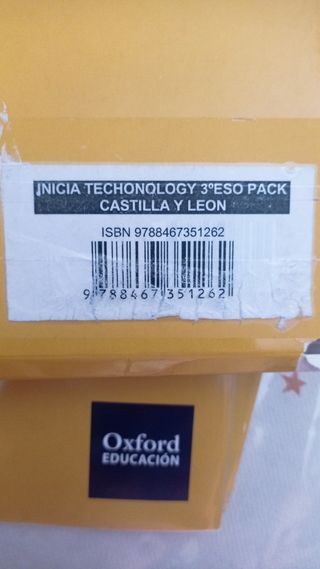 INICIA TECHONOLOGY 3ºESO PACK
CASTILLA Y LEON
ISBN 9788467351262
9 788467 351262
Oxford
EDUCACIÓN